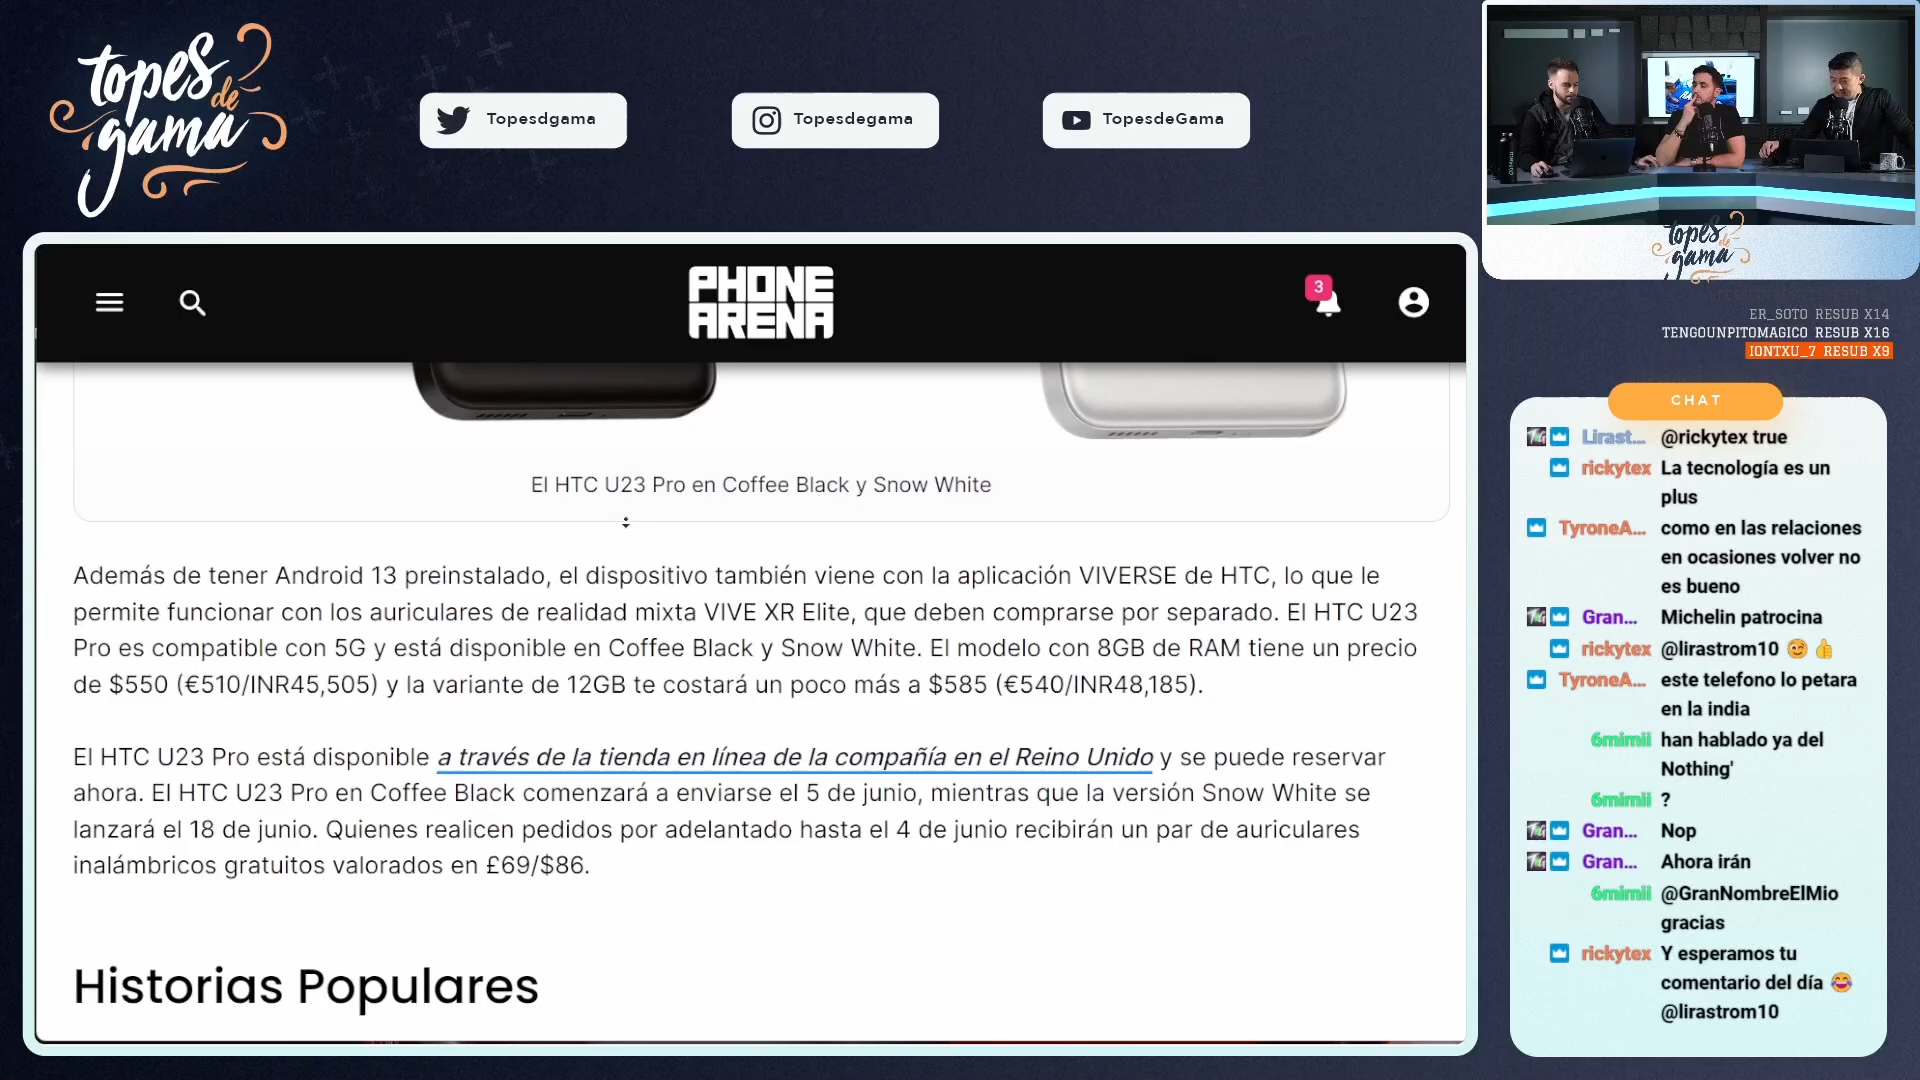 topes
de
gama
Topesdgama
Topesdegama
TopesdeGama
topes
de
gama
ER_SOTO RESUB X14
TENGOUNPITOMAGICO RESUB X16
IONTXU_7 RESUB X9
PHONE
ARENA
3
El HTC U23 Pro en Coffee Black y Snow White
Además de tener Android 13 preinstalado, el dispositivo también viene con la aplicación VIVERSE de HTC, lo que le
permite funcionar con los auriculares de realidad mixta VIVE XR Elite, que deben comprarse por separado. El HTC U23
Pro es compatible con 5G y está disponible en Coffee Black y Snow White. El modelo con 8GB de RAM tiene un precio
de $550 (€510/INR45,505) y la variante de 12GB te costará un poco más a $585 (€540/INR48,185).
El HTC U23 Pro está disponible a través de la tienda en línea de la compañía en el Reino Unido y se puede reservar
ahora. El HTC U23 Pro en Coffee Black comenzará a enviarse el 5 de junio, mientras que la versión Snow White se
lanzará el 18 de junio. Quienes realicen pedidos por adelantado hasta el 4 de junio recibirán un par de auriculares
inalámbricos gratuitos valorados en £69/$86.
Historias Populares
CHAT
Lirast... @rickytex true
rickytex La tecnología es un
plus
TyroneA... como en las relaciones
en ocasiones volver no
es bueno
Gran... Michelin patrocina
rickytex @lirastrom10 😉 👍
TyroneA... este telefono lo petara
en la india
6mimii han hablado ya del
Nothing'
6mimii ?
Gran... Nop
Gran... Ahora irán
6mimii @GranNombreElMio
gracias
rickytex Y esperamos tu
comentario del día 😂
@lirastrom10